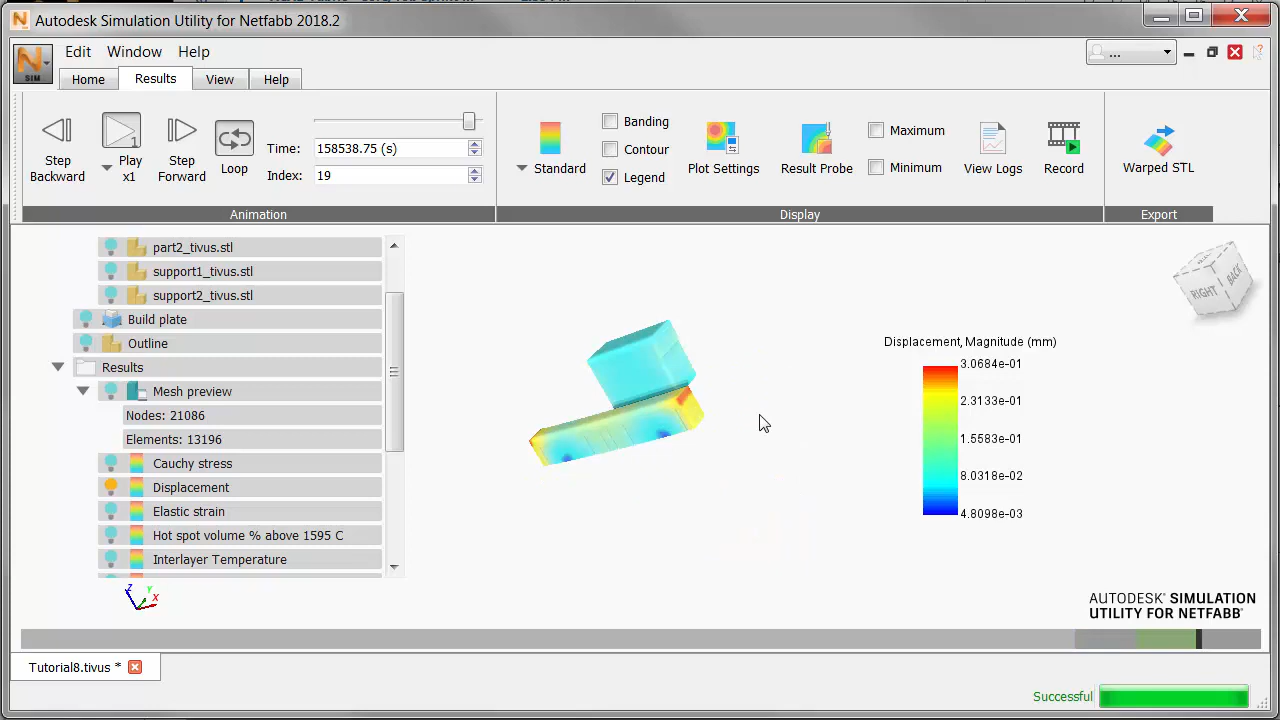 Autodesk Simulation Utility for Netfabb 2018.2
Edit Window Help
...
SIM
Home Results View Help
Step Backward
Play x1
1
Step Forward
Loop
Time: 158538.75 (s)
Index: 19
Animation
Standard
Banding
Contour
Legend
Plot Settings
Result Probe
Maximum
Minimum
View Logs
Record
Display
Warped STL
Export
part2_tivus.stl
support1_tivus.stl
support2_tivus.stl
Build plate
Outline
Results
Mesh preview
Nodes: 21086
Elements: 13196
Cauchy stress
Displacement
Elastic strain
Hot spot volume % above 1595 C
Interlayer Temperature
Z Y X
RIGHT BACK
Displacement, Magnitude (mm)
3.0684e-01
2.3133e-01
1.5583e-01
8.0318e-02
4.8098e-03
AUTODESK® SIMULATION
UTILITY FOR NETFABB®
Tutorial8.tivus *
Successful